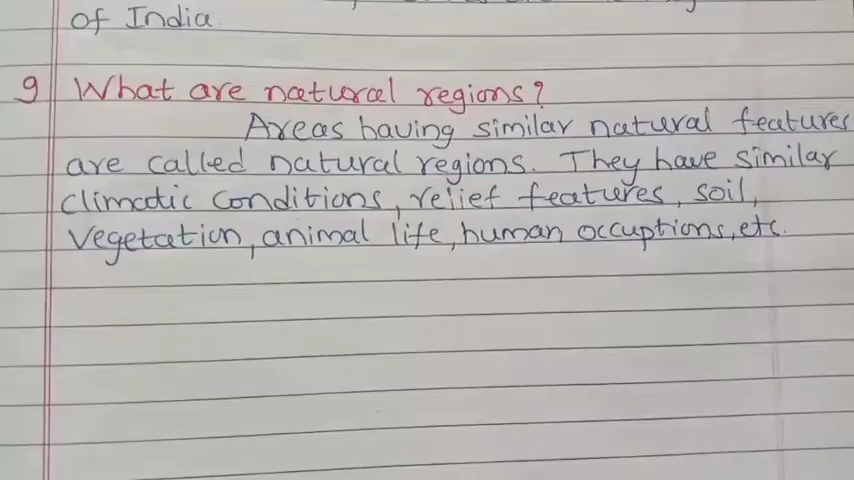 of India.
9 What are natural regions?
Areas having similar natural features
are called natural regions. They have similar
climatic conditions, relief features, soil,
vegetation, animal life, human occuptions, etc.